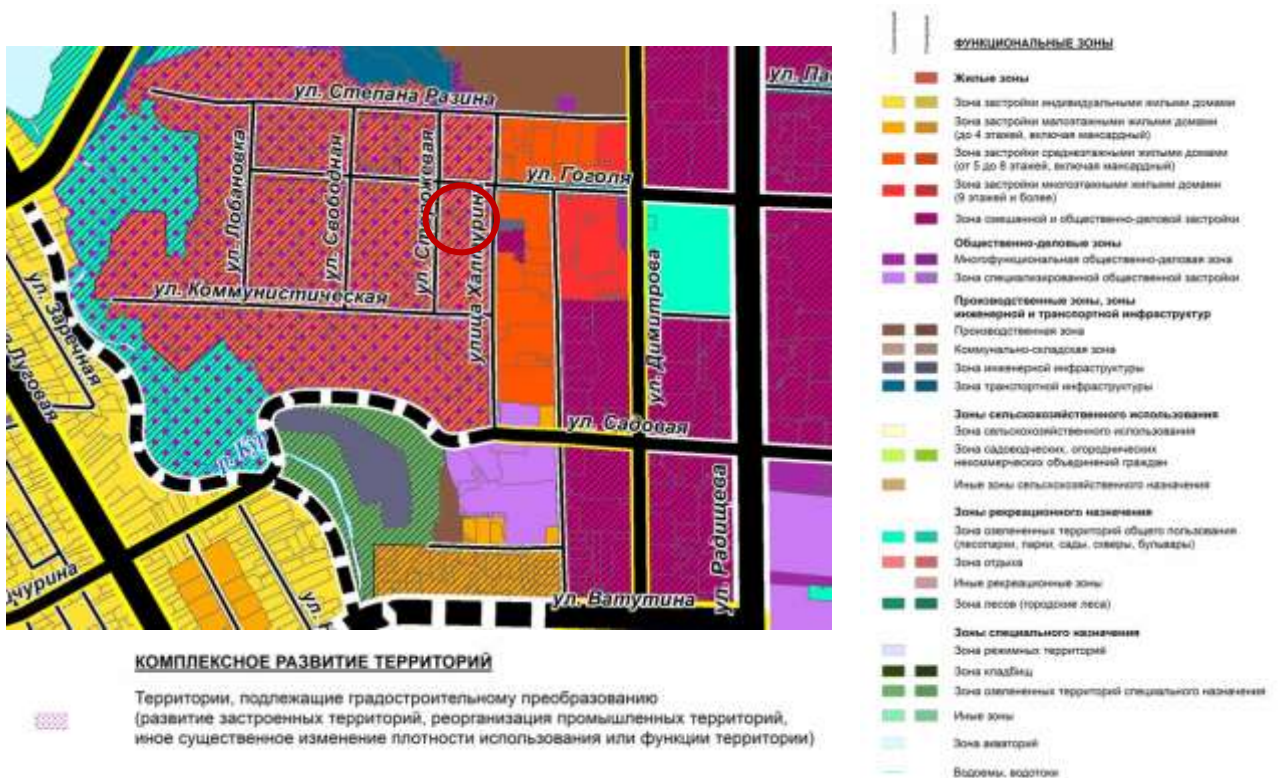 ул. Степана Разина
ул. Па
ул. Гоголя
ул. Лобановка
ул. Свободная
улица Халтурин
ул. Димитрова
ул. Коммунистическая
ул. Заречная
Луговая
ул. Садовая
ул. Радищева
чурина
ул.
ул. Ватутина
КОМПЛЕКСНОЕ РАЗВИТИЕ ТЕРРИТОРИЙ
Территории, подлежащие градостроительному преобразованию
(развитие застроенных территорий, реорганизация промышленных территорий,
иное существенное изменение плотности использования или функции территории)
ФУНКЦИОНАЛЬНЫЕ ЗОНЫ
Жилые зоны
Зона застройки индивидуальными жилыми домами
Зона застройки малоэтажными жилыми домами
(до 4 этажей, включая мансардный)
Зона застройки среднеэтажными жилыми домами
(от 5 до 8 этажей, включая мансардный)
Зона застройки многоэтажными жилыми домами
(9 этажей и более)
Зона смешанной и общественно-деловой застройки
Общественно-деловые зоны
Многофункциональная общественно-деловая зона
Зона специализированной общественной застройки
Производственные зоны, зоны
инженерной и транспортной инфраструктур
Производственная зона
Коммунально-складская зона
Зона инженерной инфраструктуры
Зона транспортной инфраструктуры
Зоны сельскохозяйственного использования
Зона сельскохозяйственного использования
Зона садоводческих, огороднических
некоммерческих объединений граждан
Иные зоны сельскохозяйственного назначения
Зоны рекреационного назначения
Зона озелененных территорий общего пользования
(лесопарки, парки, сады, скверы, бульвары)
Зона отдыха
Иные рекреационные зоны
Зона лесов (городские леса)
Зоны специального назначения
Зона режимных территорий
Зона кладбищ
Зона озелененных территорий специального назначения
Иные зоны
Зона акваторий
Водоемы, водотоки